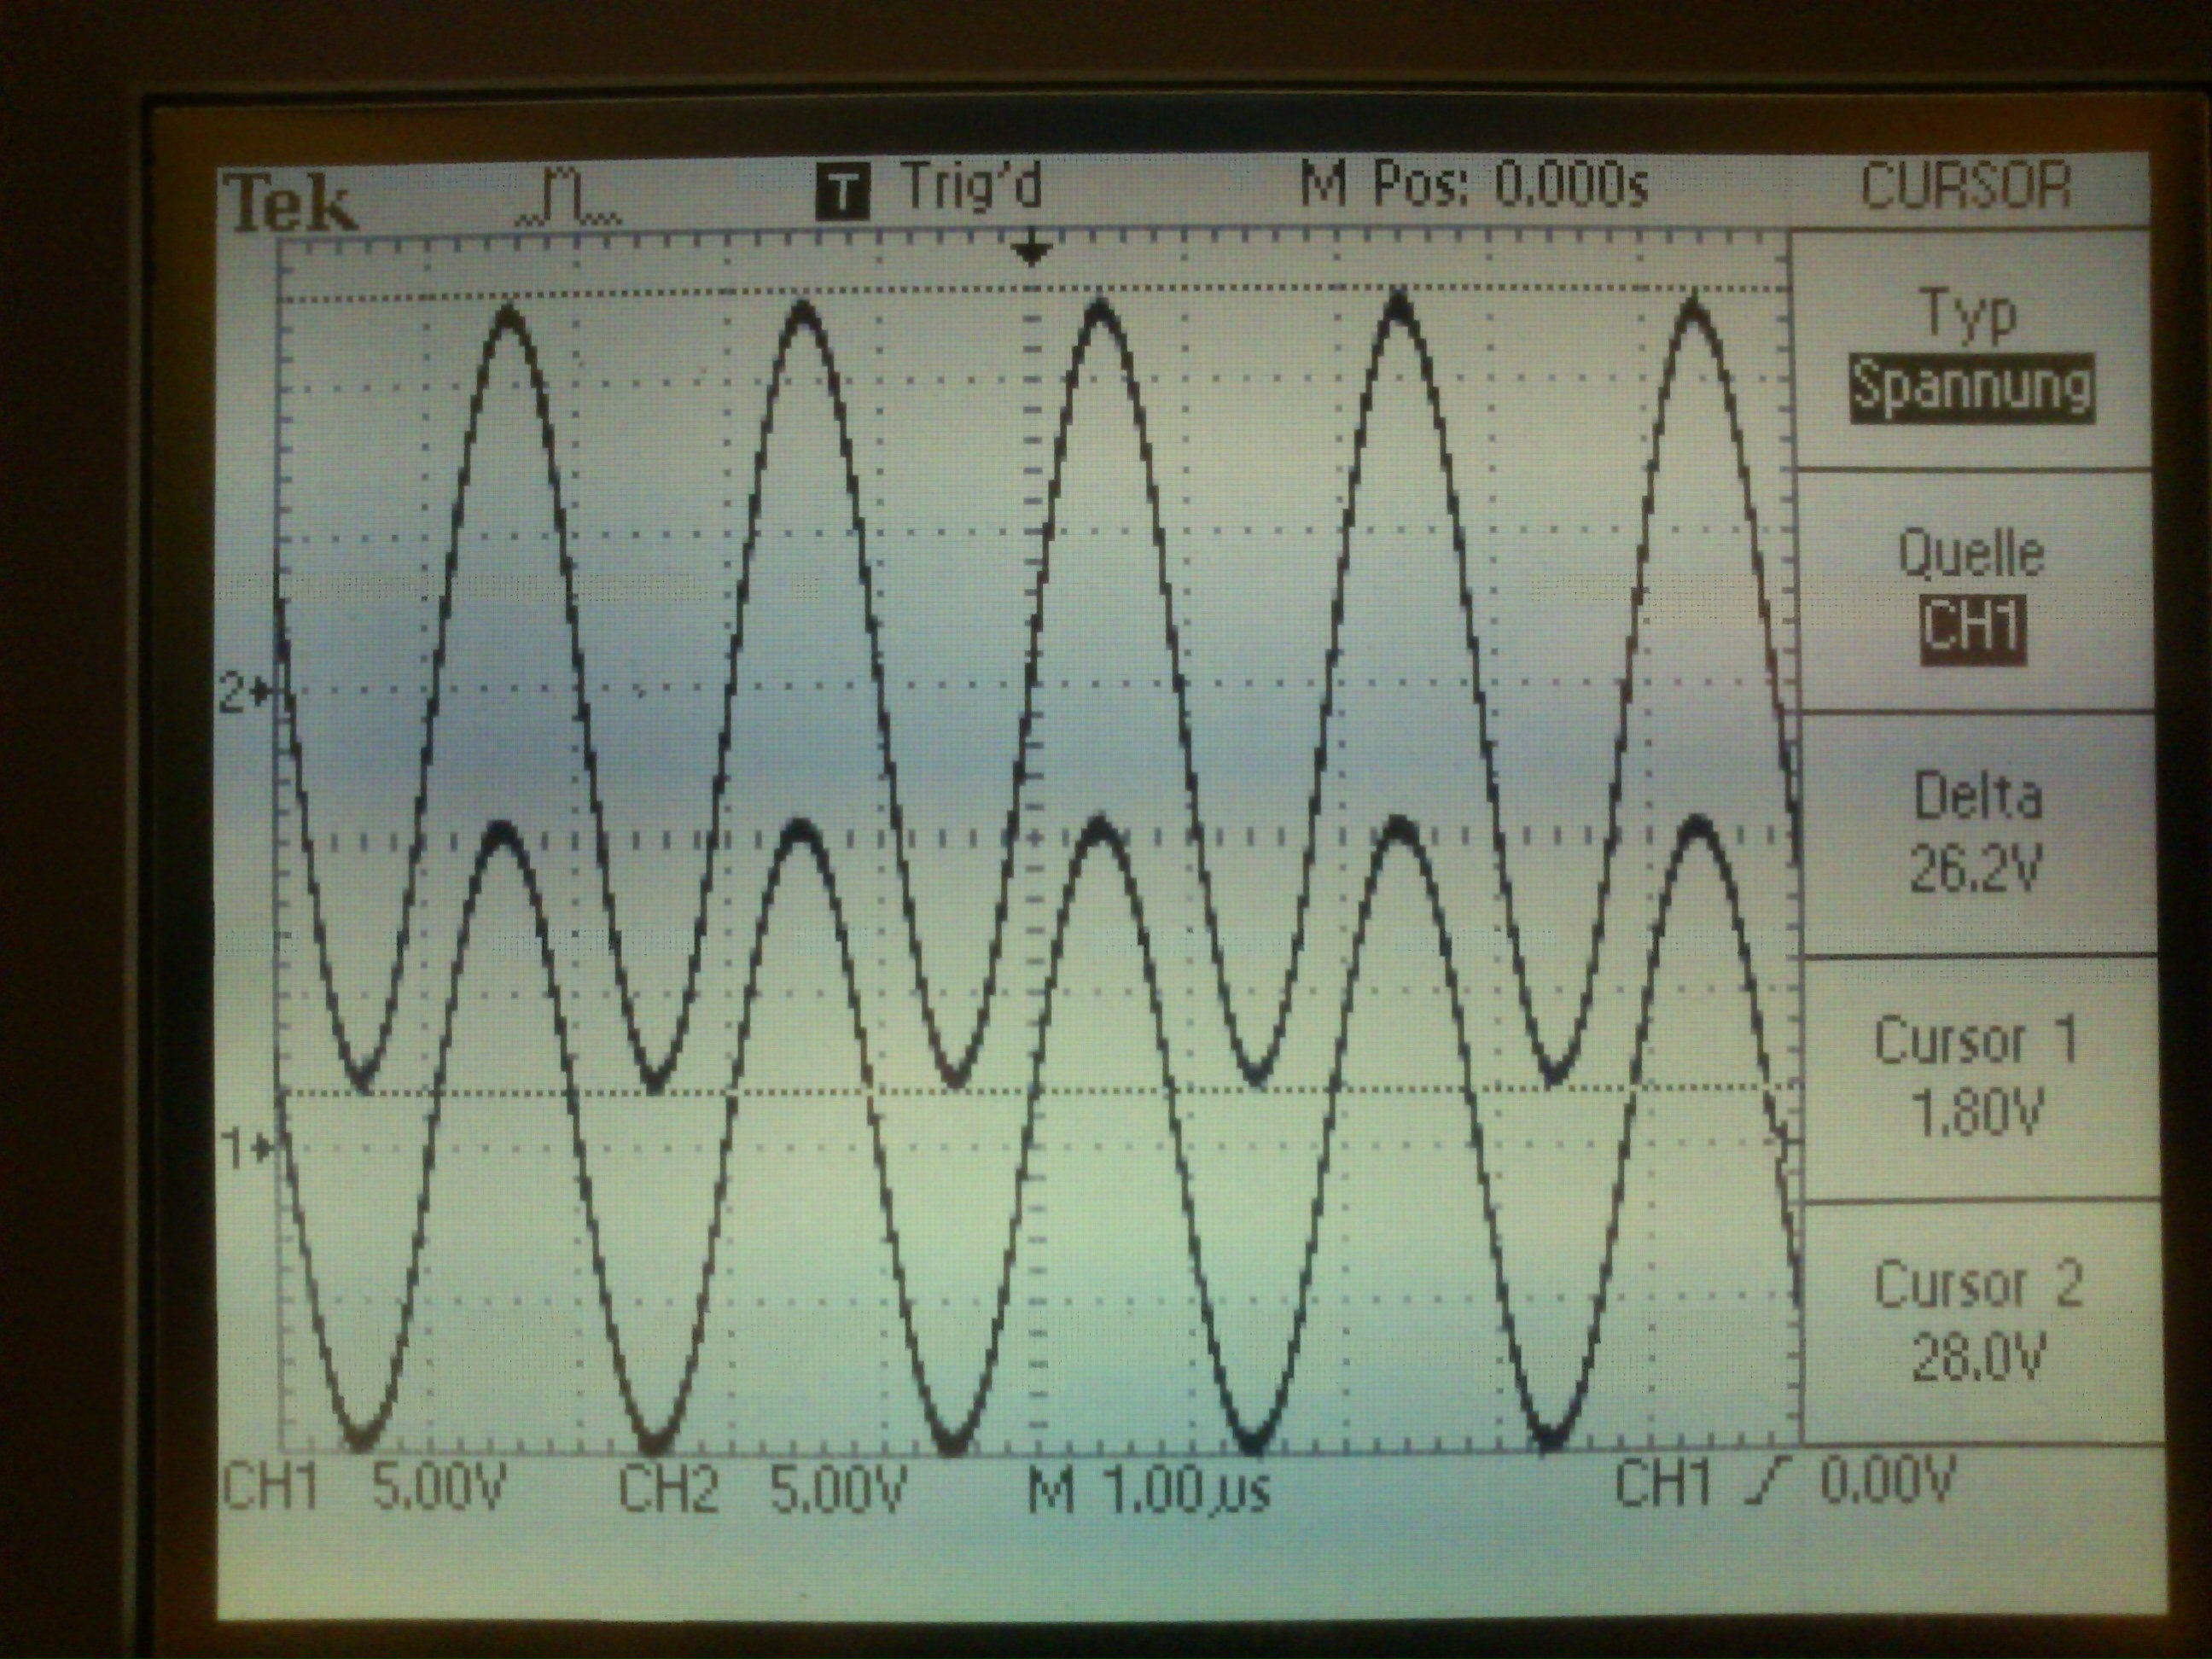 Tek T Trig'd M Pos: 0.000s CURSOR
Typ
Spannung
Quelle
CH1
2
Delta
26.2V
Cursor 1
1.80V
1
Cursor 2
28.0V
CH1 5.00V CH2 5.00V M 1.00µs CH1 0.00V